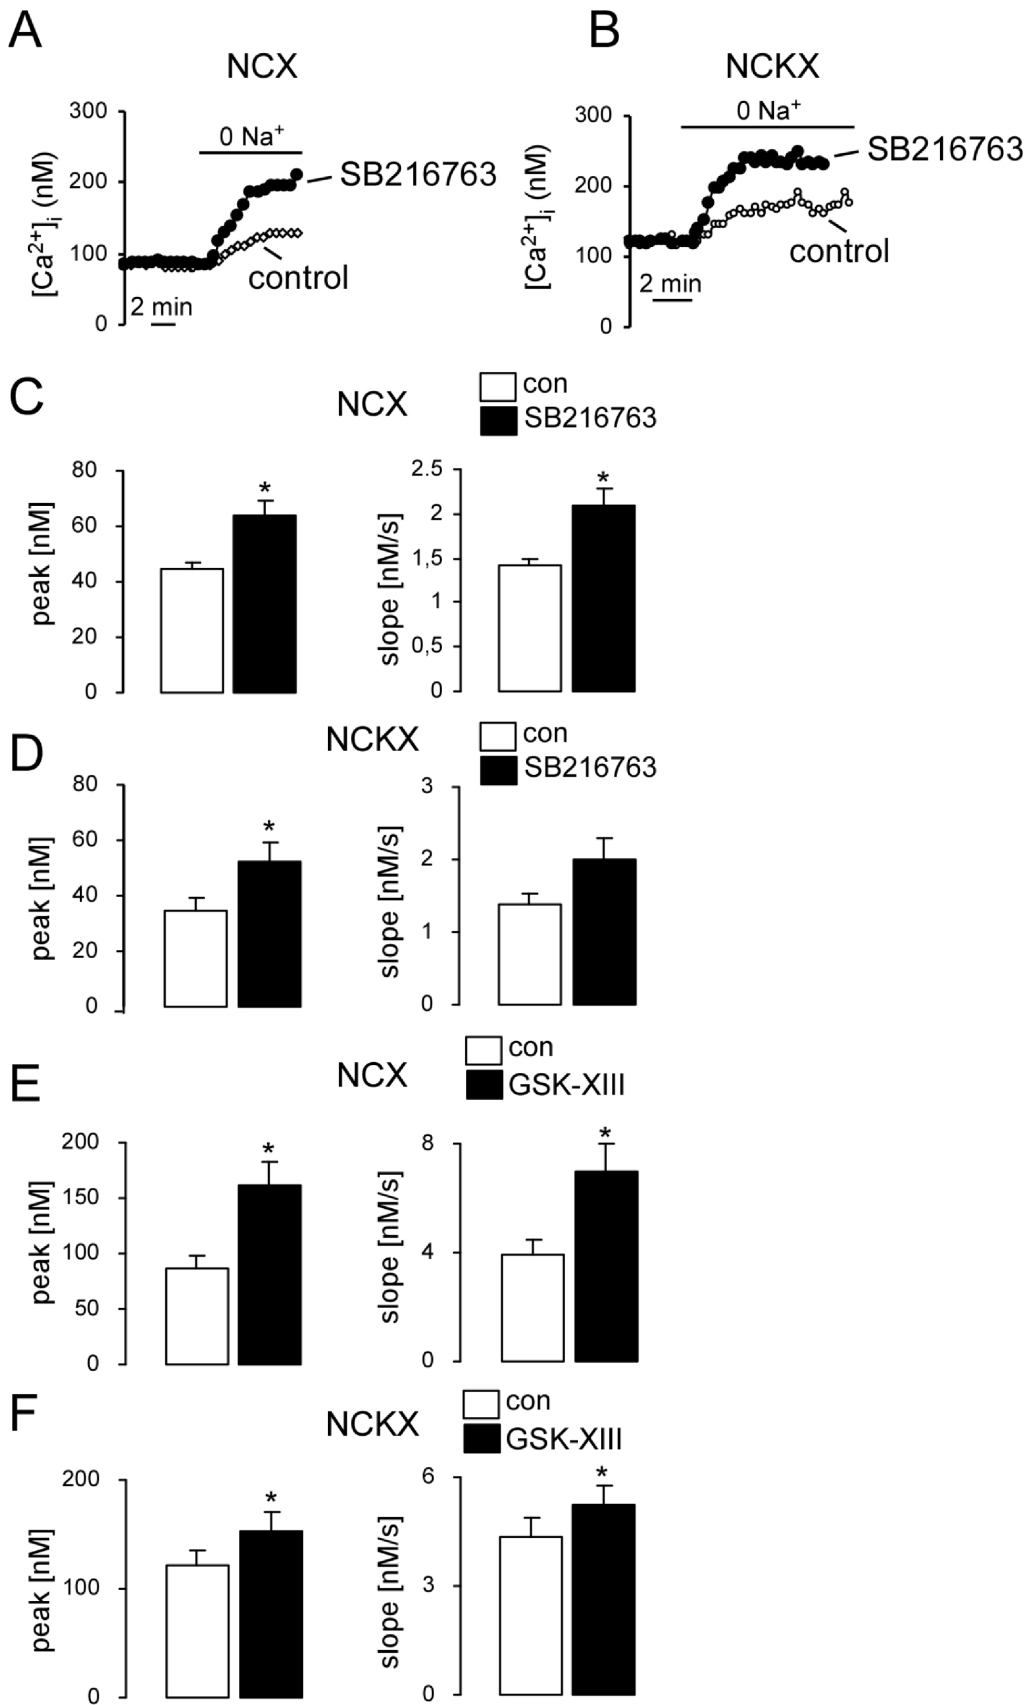 A
B
NCX
NCKX
0 Na+
0 Na+
300
200
100
0
[Ca2+]i (nM)
SB216763
control
2 min
300
200
100
0
[Ca2+]i (nM)
SB216763
control
2 min
C
NCX
con
SB216763
80
60
40
20
0
peak [nM]
*
2.5
2
1,5
1
0,5
0
slope [nM/s]
*
D
NCKX
con
SB216763
80
60
40
20
0
peak [nM]
*
3
2
1
0
slope [nM/s]
E
NCX
con
GSK-XIII
200
150
100
50
0
peak [nM]
*
8
4
0
slope [nM/s]
*
F
NCKX
con
GSK-XIII
200
100
0
peak [nM]
*
6
3
0
slope [nM/s]
*